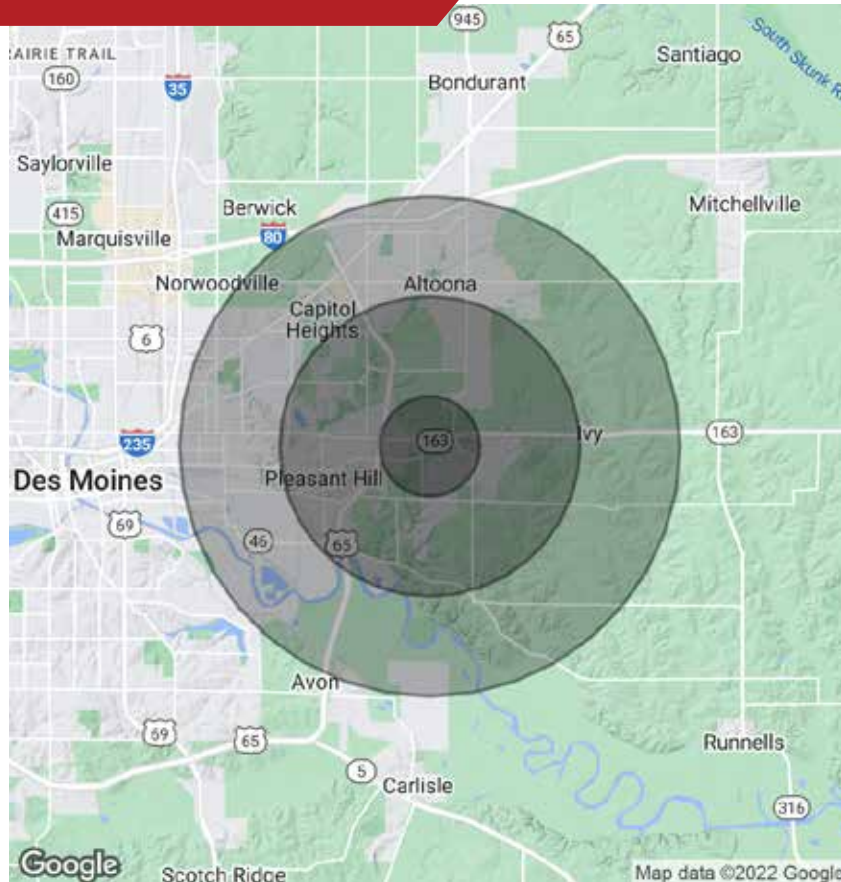 945
65
RAIRIE TRAIL
Santiago
South Skunk R
160
35
Bondurant
Saylorville
Mitchellville
415
Berwick
Marquisville
80
Norwoodville
Altoona
Capitol
Heights
6
163
Ivy
163
235
Des Moines
Pleasant Hill
69
46
65
Avon
69
65
Runnells
5
Carlisle
316
Google
Scotch Ridge
Map data ©2022 Google